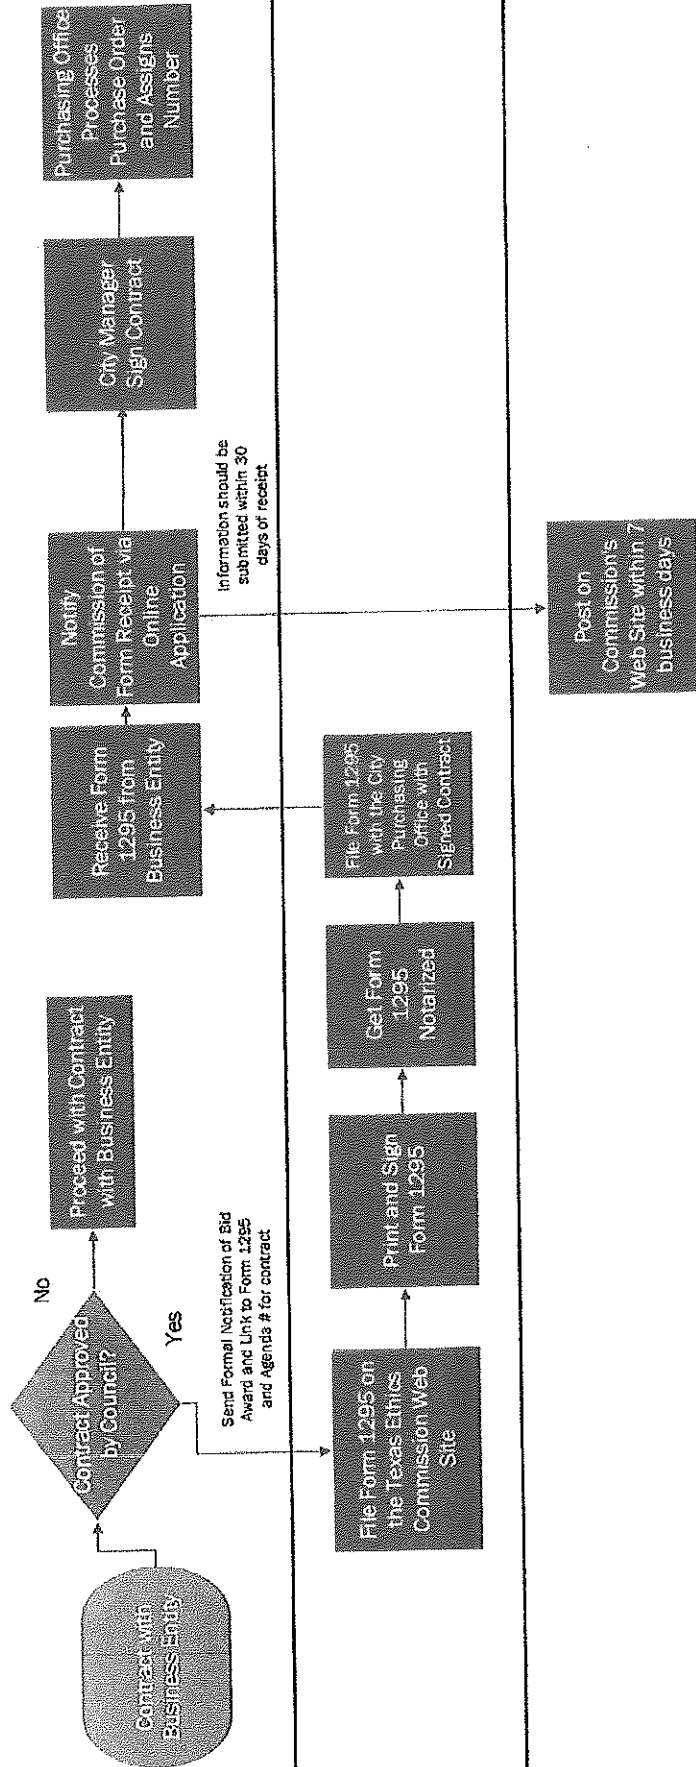 Contract with
Business Entity
Contract Approved
by Council?
No
Yes
Proceed with Contract
with Business Entity
Send Formal Notification of Bid
Award and Link to Form 1295
and Agenda # for contract
File Form 1295 on
the Texas Ethics
Commission Web
Site
Print and Sign
Form 1295
Get Form
1295
Notarized
File Form 1295
with the City
Purchasing
Office with
Signed Contract
Receive Form
1295 from
Business Entity
Notify
Commission of
Form Receipt via
Online
Application
Information should be
submitted within 30
days of receipt
City Manager
Sign Contract
Purchasing Office
Processes
Purchase Order
and Assigns
Number
Post on
Commission's
Web Site within 7
business days